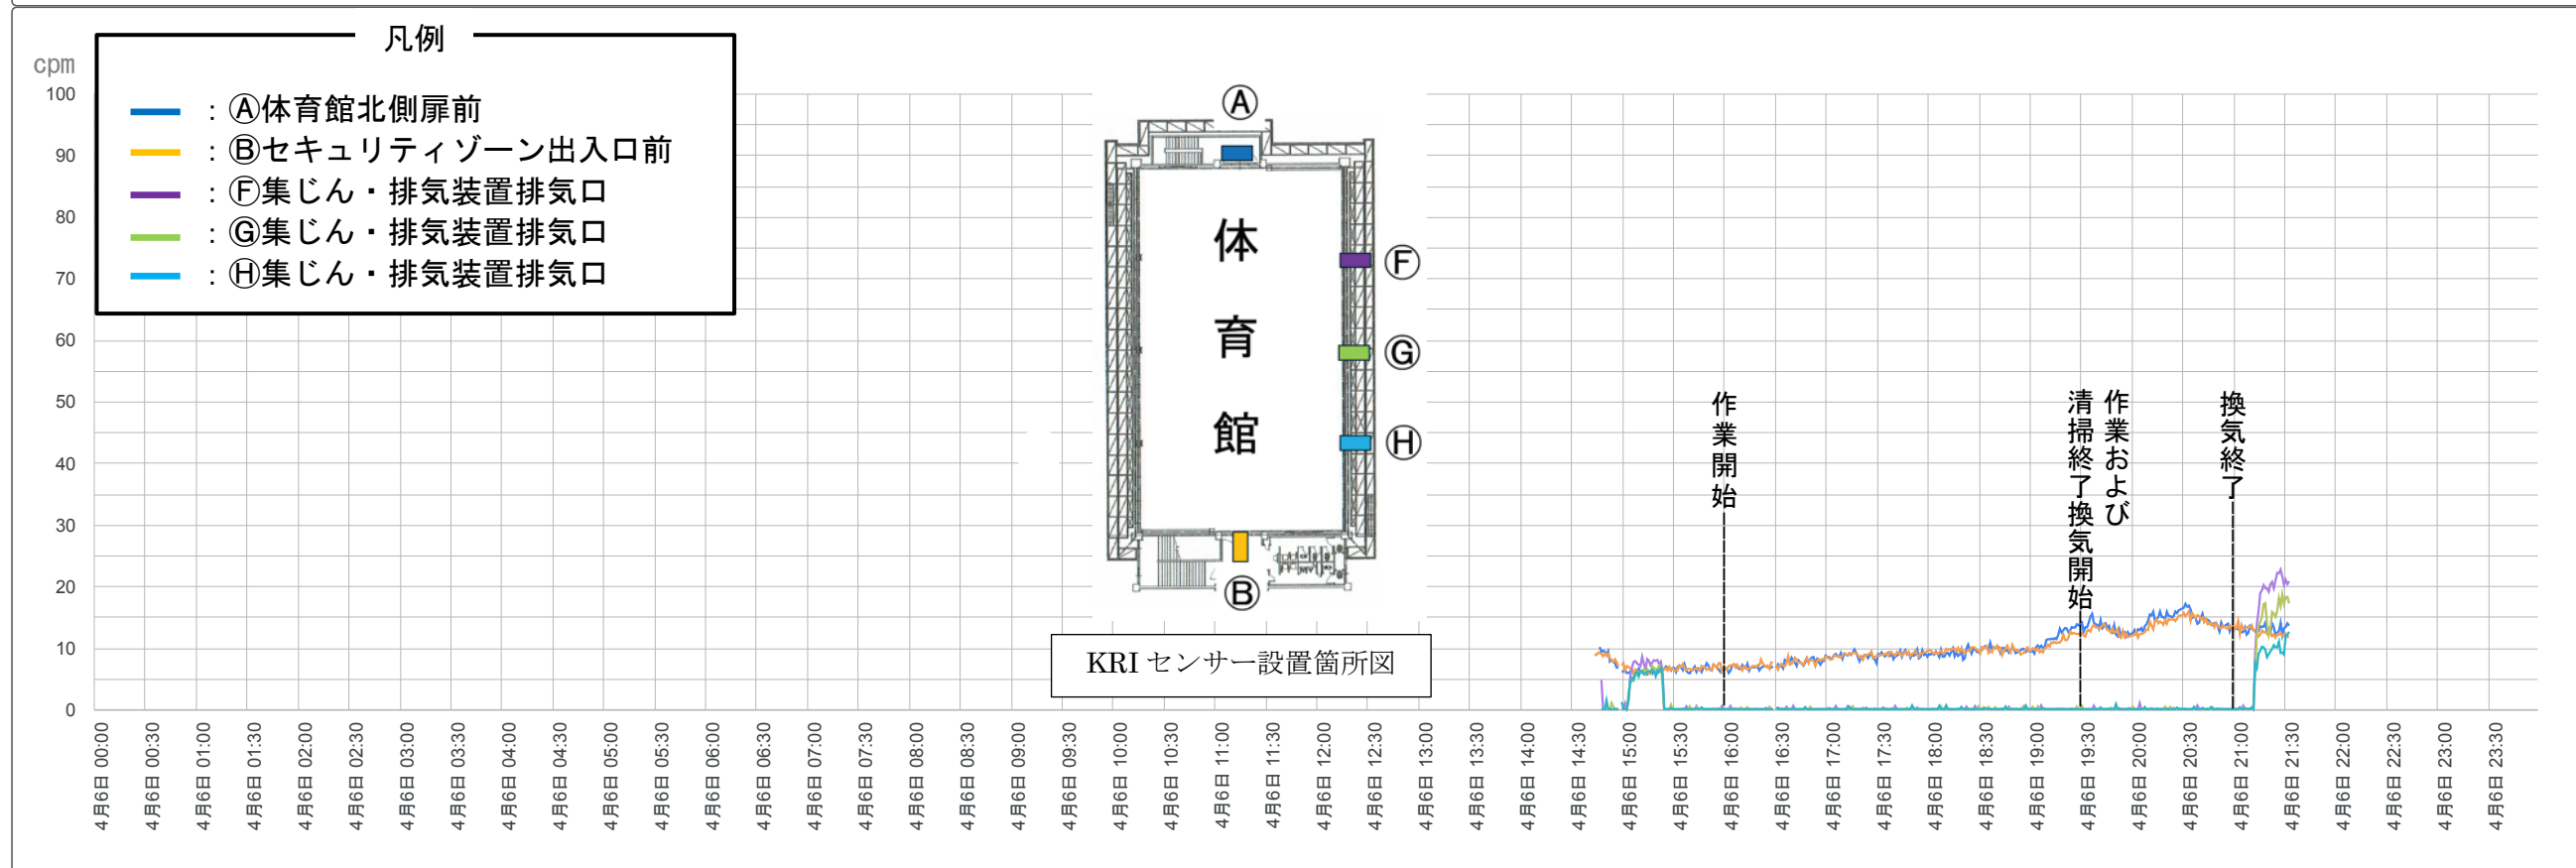 凡例
：Ⓐ体育館北側扉前
：Ⓑセキュリティゾーン出入口前
：Ⓕ集じん・排気装置排気口
：Ⓖ集じん・排気装置排気口
：Ⓗ集じん・排気装置排気口
cpm
100
90
80
70
60
50
40
30
20
10
0
Ⓐ
体育館
Ⓕ
Ⓖ
Ⓗ
Ⓑ
KRIセンサー設置箇所図
作業開始
作業および
清掃終了換気開始
換気終了
4月6日 00:00
4月6日 00:30
4月6日 01:00
4月6日 01:30
4月6日 02:00
4月6日 02:30
4月6日 03:00
4月6日 03:30
4月6日 04:00
4月6日 04:30
4月6日 05:00
4月6日 05:30
4月6日 06:00
4月6日 06:30
4月6日 07:00
4月6日 07:30
4月6日 08:00
4月6日 08:30
4月6日 09:00
4月6日 09:30
4月6日 10:00
4月6日 10:30
4月6日 11:00
4月6日 11:30
4月6日 12:00
4月6日 12:30
4月6日 13:00
4月6日 13:30
4月6日 14:00
4月6日 14:30
4月6日 15:00
4月6日 15:30
4月6日 16:00
4月6日 16:30
4月6日 17:00
4月6日 17:30
4月6日 18:00
4月6日 18:30
4月6日 19:00
4月6日 19:30
4月6日 20:00
4月6日 20:30
4月6日 21:00
4月6日 21:30
4月6日 22:00
4月6日 22:30
4月6日 23:00
4月6日 23:30